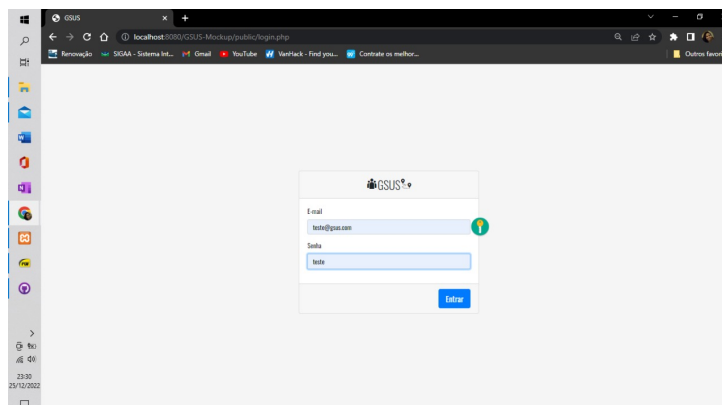 GSUS
localhost:8080/GSUS-Mockup/public/login.php
Renovação SIGAA - Sistema Int... Gmail YouTube VanHack - Find you... Contrate os melhor... Outros favori
GSUS
E-mail
teste@gsus.com
Senha
teste
Entrar
23:30
25/12/2022